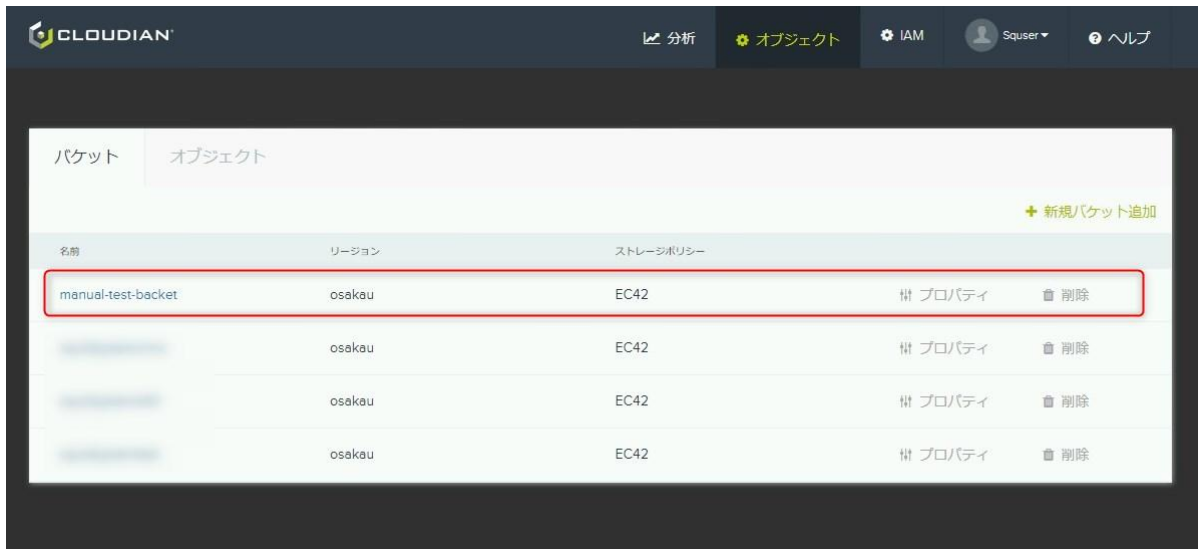 CLOUDIAN
分析 オブジェクト IAM Squser ヘルプ
バケット オブジェクト
新規バケット追加
名前 リージョン ストレージポリシー
manual-test-backet osakau EC42 プロパティ 削除
osakau EC42 プロパティ 削除
osakau EC42 プロパティ 削除
osakau EC42 プロパティ 削除